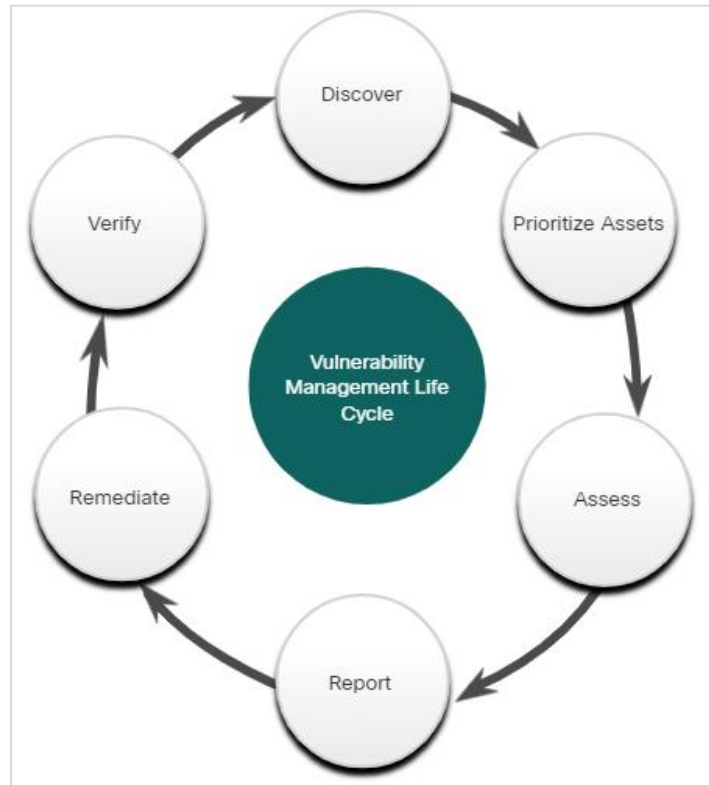 Discover
Prioritize Assets
Assess
Report
Remediate
Verify
Vulnerability
Management Life
Cycle